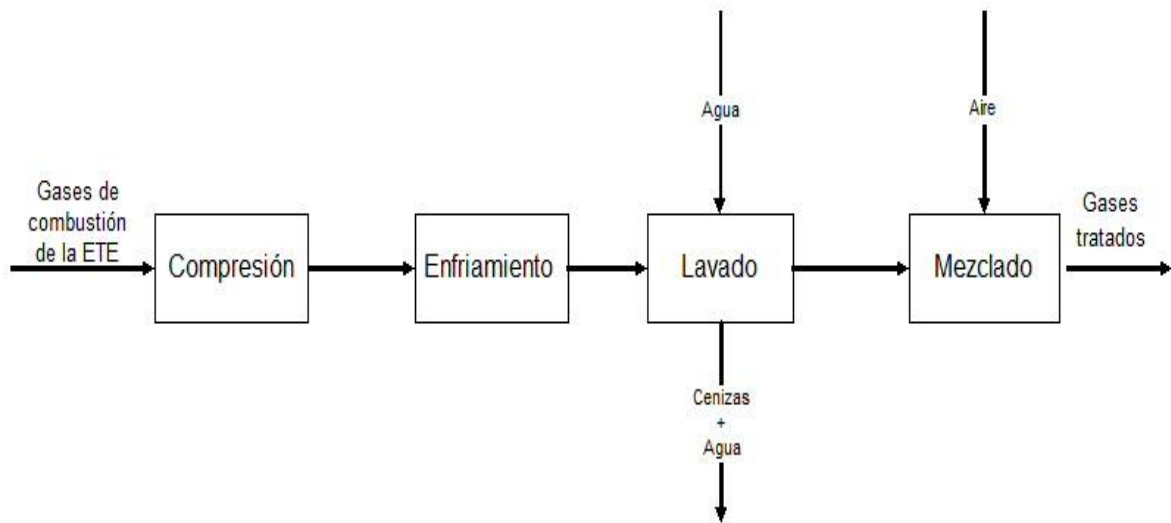 Agua
Aire
Gases de
combustión
de la ETE
Compresión
Enfriamiento
Lavado
Mezclado
Gases
tratados
Cenizas
+
Agua